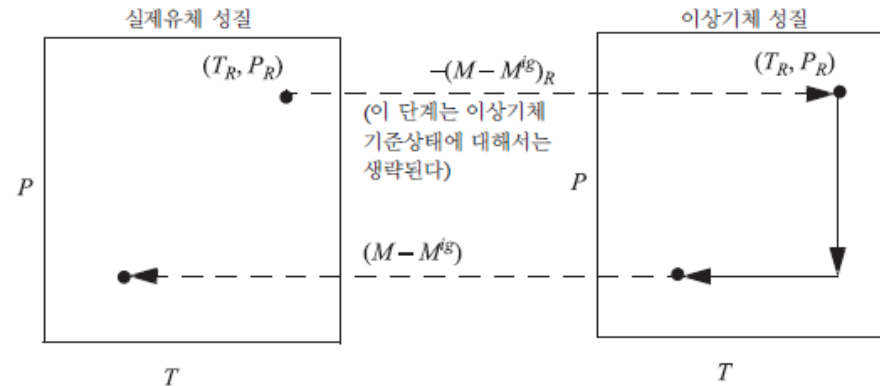 실제유체 성질
이상기체 성질
(T_R, P_R)
–(M – M^ig)_R
(T_R, P_R)
(이 단계는 이상기체
기준상태에 대해서는
생략된다)
P
P
(M – M^ig)
T
T